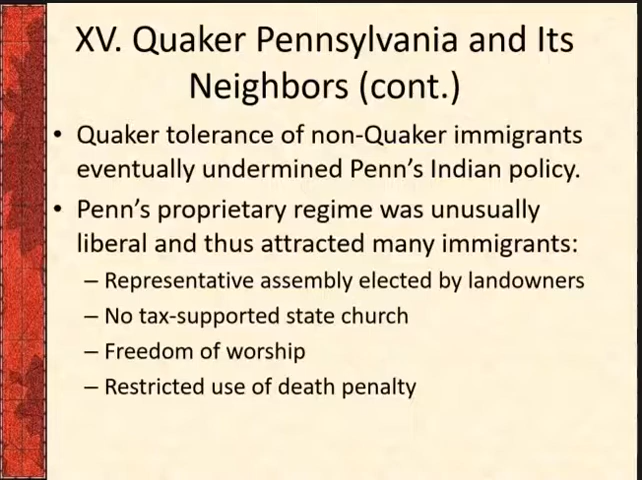 XV. Quaker Pennsylvania and Its
Neighbors (cont.)
• Quaker tolerance of non-Quaker immigrants
eventually undermined Penn's Indian policy.
• Penn's proprietary regime was unusually
liberal and thus attracted many immigrants:
– Representative assembly elected by landowners
– No tax-supported state church
– Freedom of worship
– Restricted use of death penalty